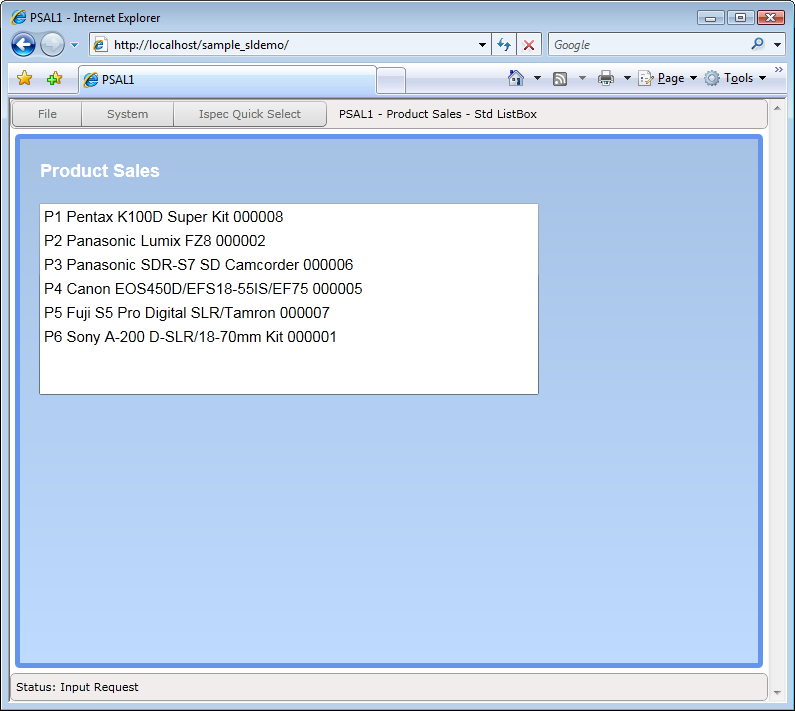 PSAL1 - Internet Explorer
http://localhost/sample_sldemo/
Google
PSAL1
Page
Tools
File System Ispec Quick Select PSAL1 - Product Sales - Std ListBox
Product Sales
P1 Pentax K100D Super Kit 000008
P2 Panasonic Lumix FZ8 000002
P3 Panasonic SDR-S7 SD Camcorder 000006
P4 Canon EOS450D/EFS18-55IS/EF75 000005
P5 Fuji S5 Pro Digital SLR/Tamron 000007
P6 Sony A-200 D-SLR/18-70mm Kit 000001
Status: Input Request